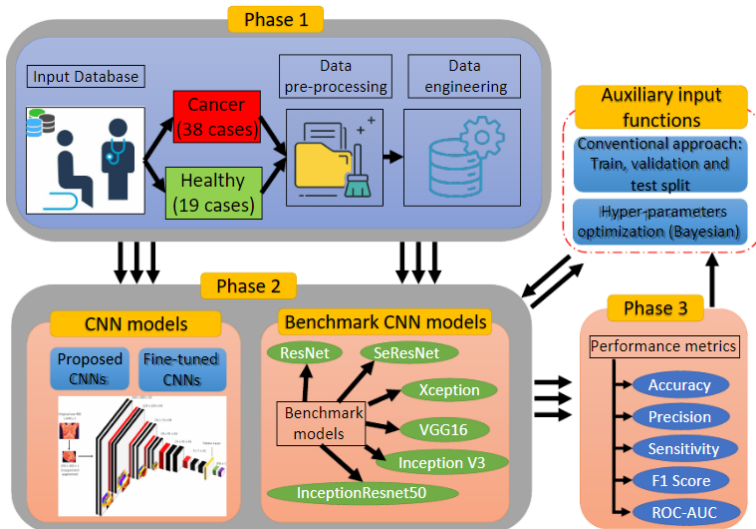 Phase 1
Input Database
Cancer
(38 cases)
Healthy
(19 cases)
Data
pre-processing
Data
engineering
Auxiliary input
functions
Conventional approach:
Train, validation and
test split
Hyper-parameters
optimization (Bayesian)
Phase 2
CNN models
Proposed
CNNs
Fine-tuned
CNNs
Benchmark CNN models
ResNet
SeResNet
Xception
Benchmark
models
VGG16
Inception V3
InceptionResnet50
Phase 3
Performance metrics
Accuracy
Precision
Sensitivity
F1 Score
ROC-AUC